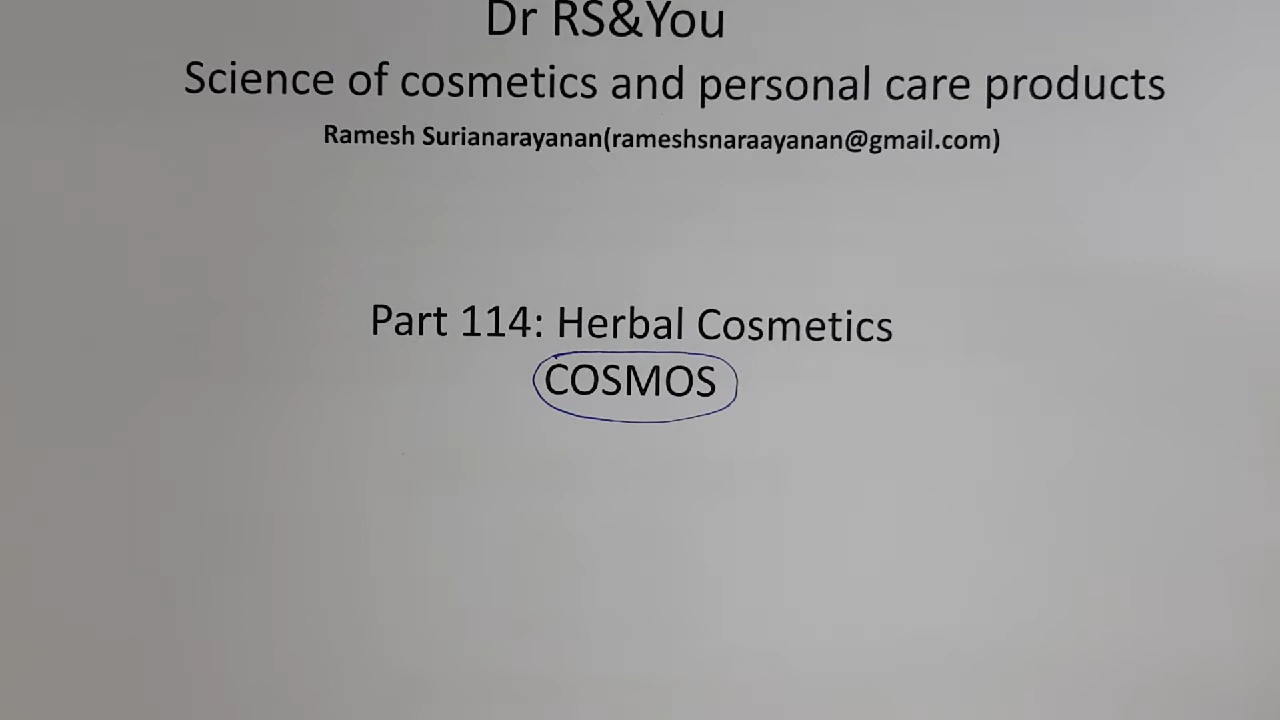 Dr RS&You
Science of cosmetics and personal care products
Ramesh Surianarayanan(rameshsnaraayanan@gmail.com)
Part 114: Herbal Cosmetics
COSMOS